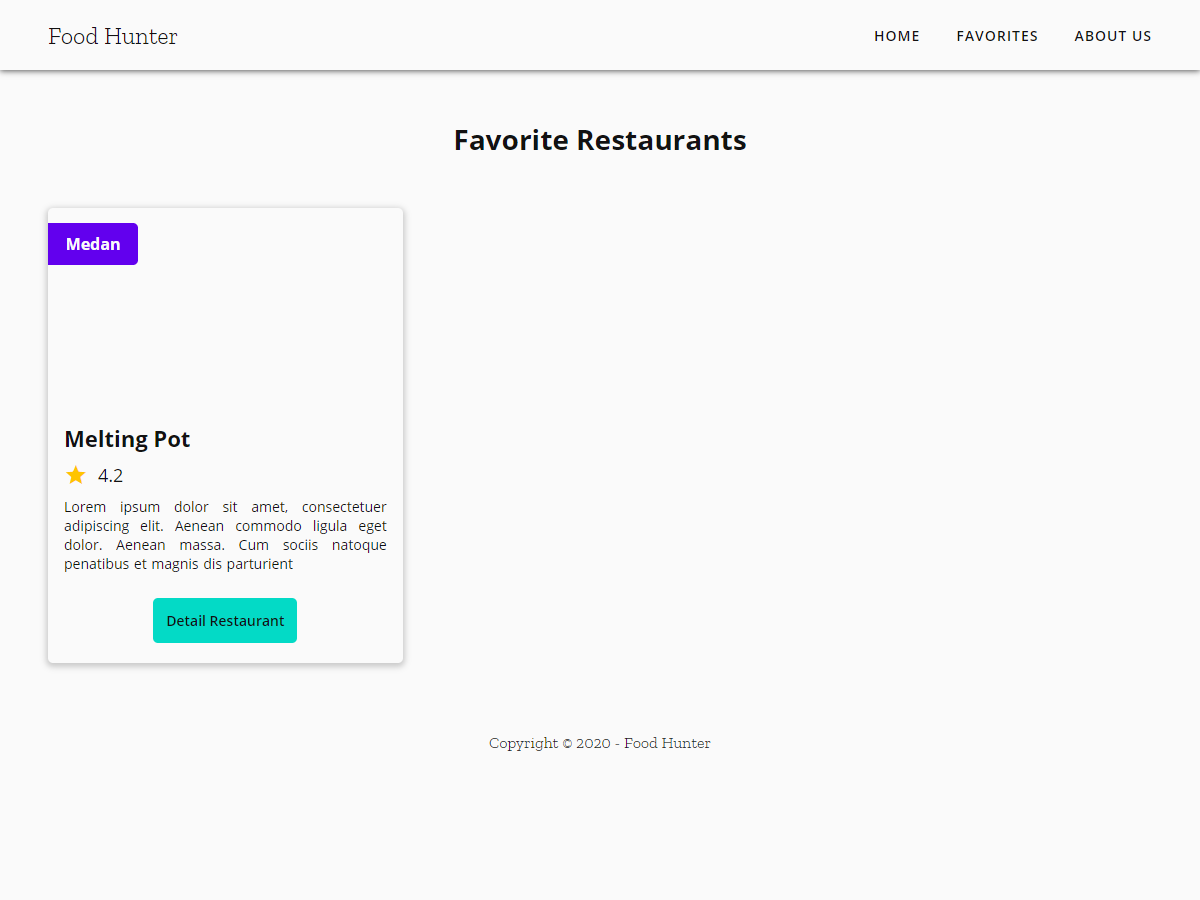 Food Hunter
HOME FAVORITES ABOUT US
Favorite Restaurants
Medan
Melting Pot
4.2
Lorem ipsum dolor sit amet, consectetuer
adipiscing elit. Aenean commodo ligula eget
dolor. Aenean massa. Cum sociis natoque
penatibus et magnis dis parturient
Detail Restaurant
Copyright © 2020 - Food Hunter